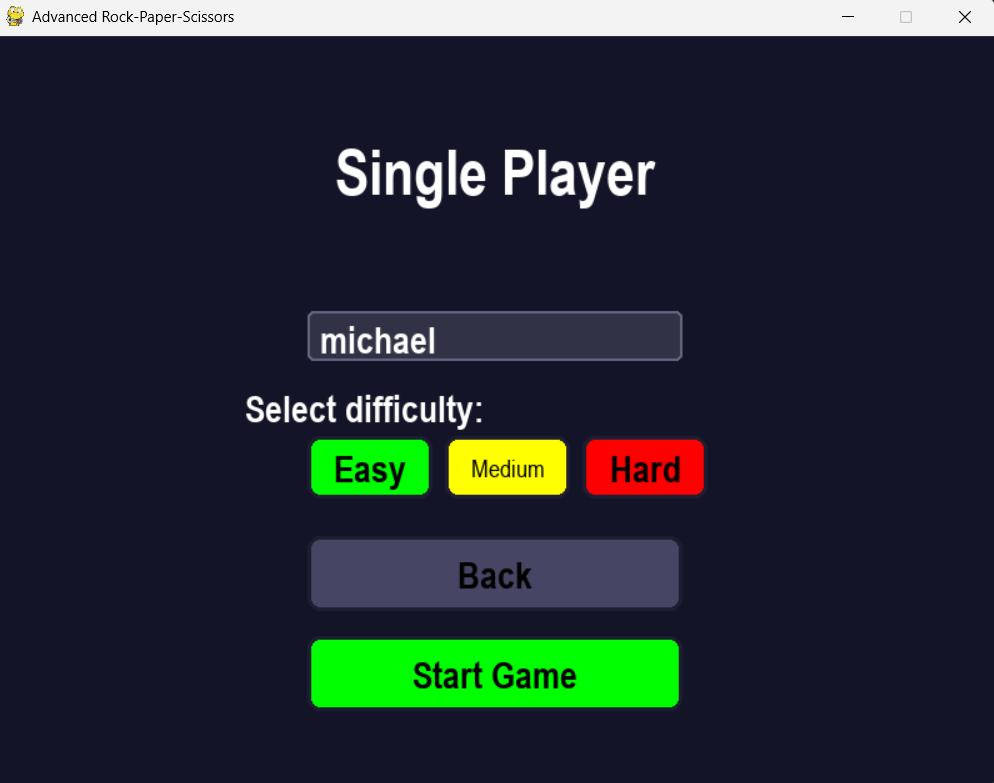 Advanced Rock-Paper-Scissors
Single Player
michael
Select difficulty:
Easy Medium Hard
Back
Start Game